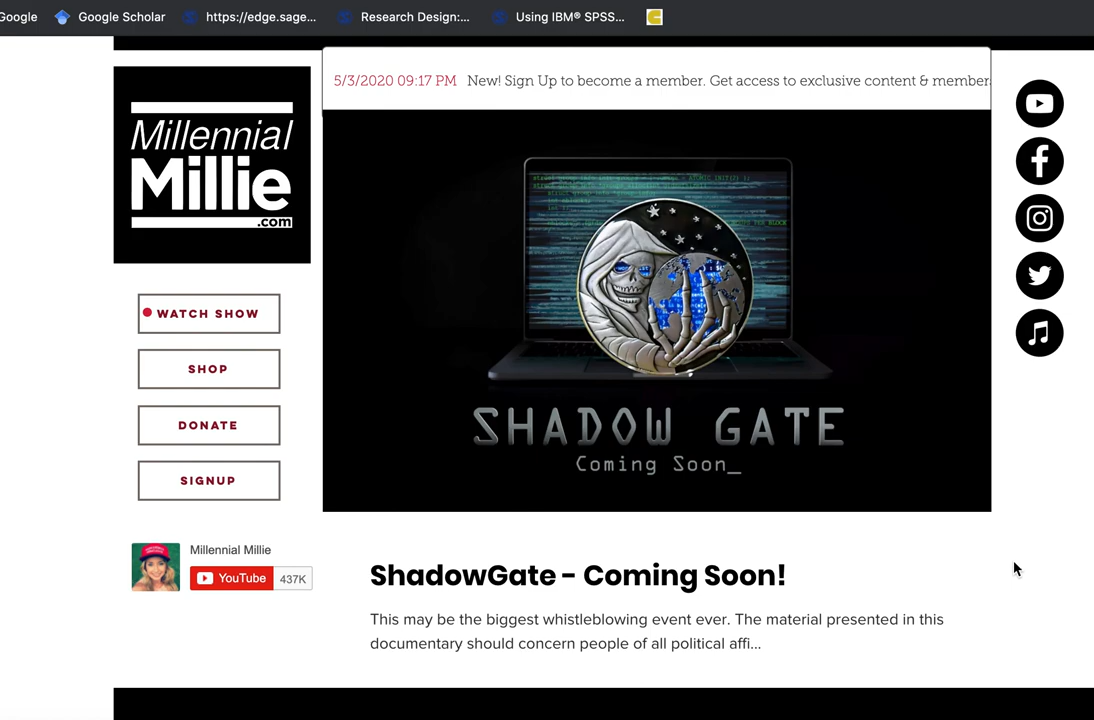 Google
Google Scholar
https://edge.sage...
Research Design:...
Using IBM® SPSS...
5/3/2020 09:17 PM New! Sign Up to become a member. Get access to exclusive content & member
Millennial
Millie
.com
WATCH SHOW
SHOP
DONATE
SIGNUP
SHADOW GATE
Coming Soon_
Millennial Millie
YouTube 437K
ShadowGate - Coming Soon!
This may be the biggest whistleblowing event ever. The material presented in this
documentary should concern people of all political affi...